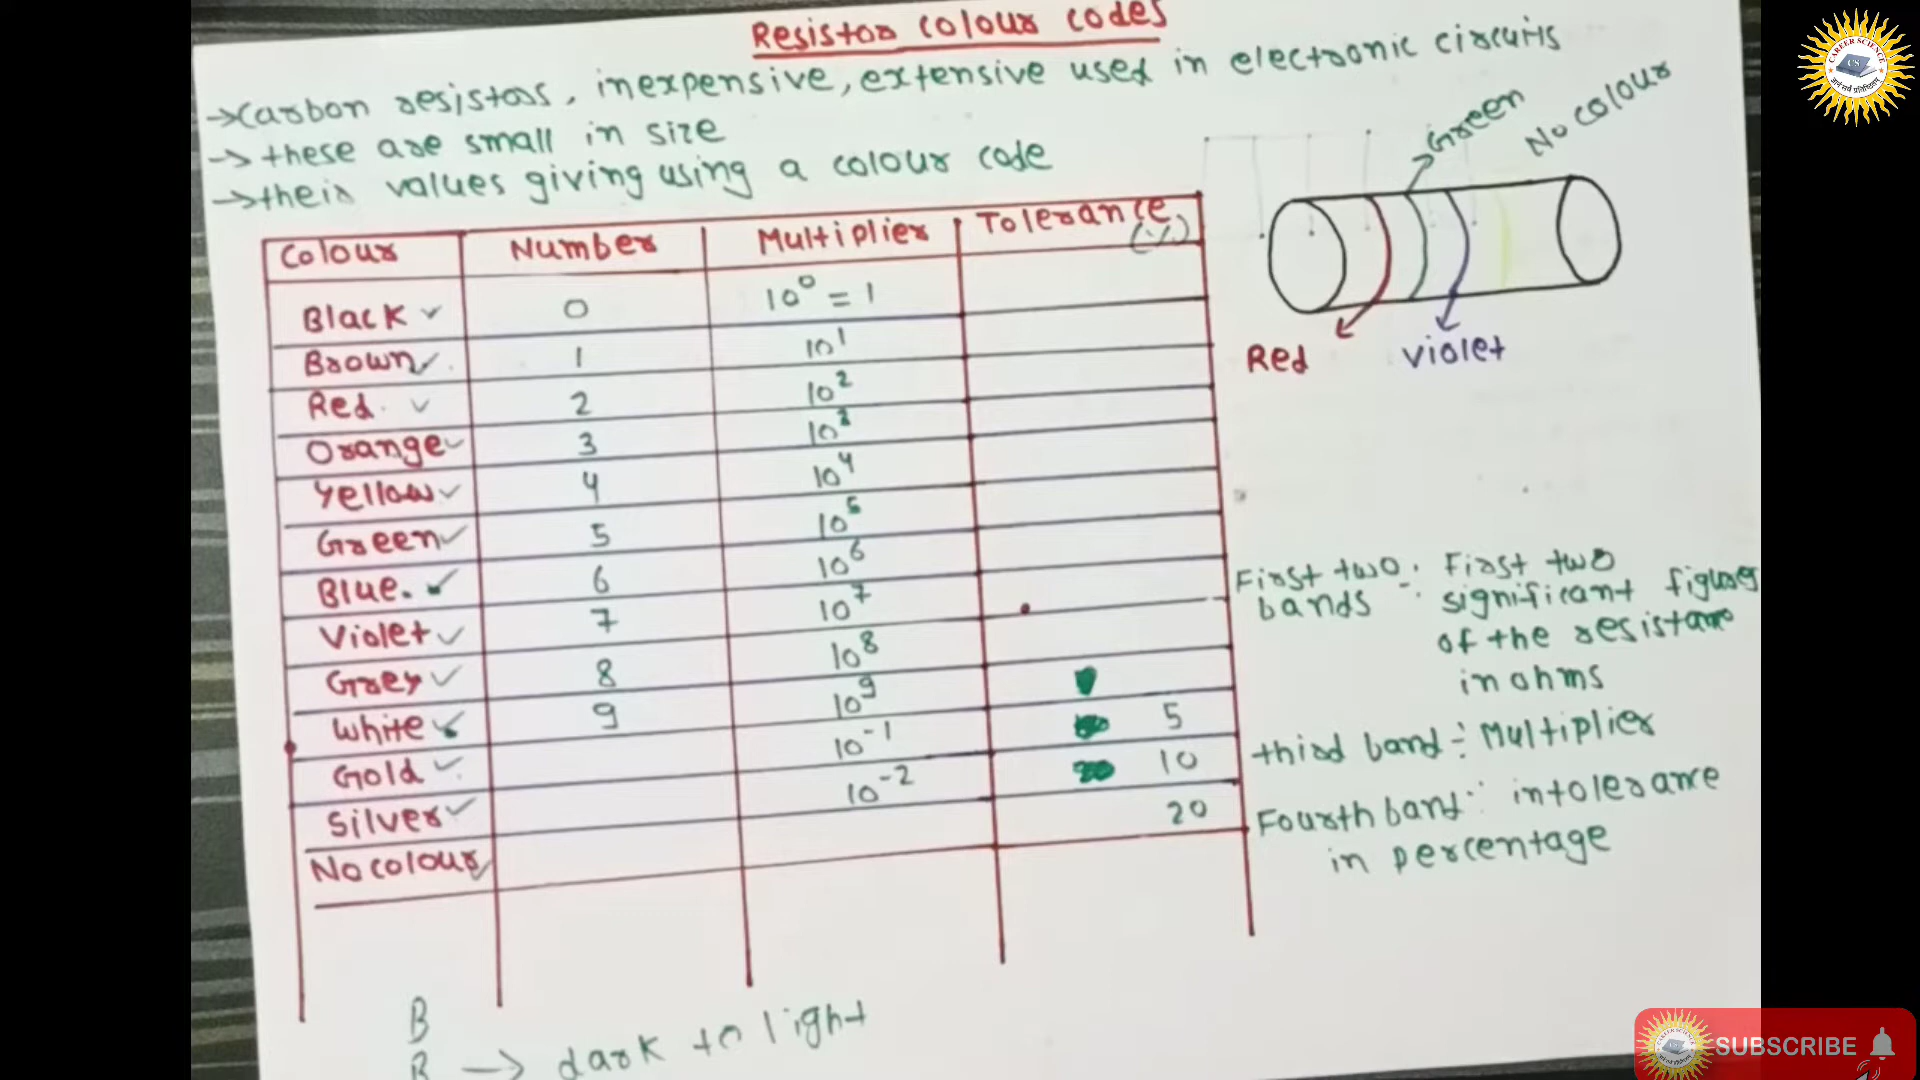 Resistor colour codes
→ Carbon resistors, inexpensive, extensive used in electronic circuits
→ these are small in size
→ their values giving using a colour code
Colour Number Multiplier Tolerance (%)
Black 0 10⁰ = 1
Brown 1 10¹
Red 2 10²
Orange 3 10³
Yellow 4 10⁴
Green 5 10⁵
Blue 6 10⁶
Violet 7 10⁷
Grey 8 10⁸
White 9 10⁹
Gold 10⁻¹ 5
Silver 10⁻² 10
No colour 20
B
B → dark to light
Green
No colour
Red
Violet
First two bands : First two
significant figures
of the resistance
in ohms
third band : Multiplier
Fourth band : intolerance
in percentage
CAREER SCIENCE
CS
SUBSCRIBE